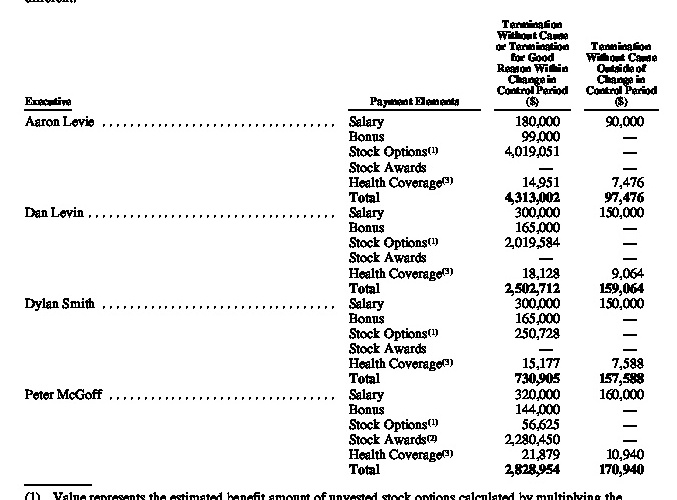 different.
Termination
Without Cause
or Termination
for Good
Reason Within
Change in
Control Period
($)
Termination
Without Cause
Outside of
Change in
Control Period
($)
Executive Payment Elements
Aaron Levie Salary 180,000 90,000
Bonus 99,000 —
Stock Options(1) 4,019,051 —
Stock Awards — —
Health Coverage(3) 14,951 7,476
Total 4,313,002 97,476
Dan Levin Salary 300,000 150,000
Bonus 165,000 —
Stock Options(1) 2,019,584 —
Stock Awards — —
Health Coverage(3) 18,128 9,064
Total 2,502,712 159,064
Dylan Smith Salary 300,000 150,000
Bonus 165,000 —
Stock Options(1) 250,728 —
Stock Awards — —
Health Coverage(3) 15,177 7,588
Total 730,905 157,588
Peter McGoff Salary 320,000 160,000
Bonus 144,000 —
Stock Options(1) 56,625 —
Stock Awards(2) 2,280,450 —
Health Coverage(3) 21,879 10,940
Total 2,828,954 170,940
(1) Value represents the estimated benefit amount of unvested stock options calculated by multiplying the